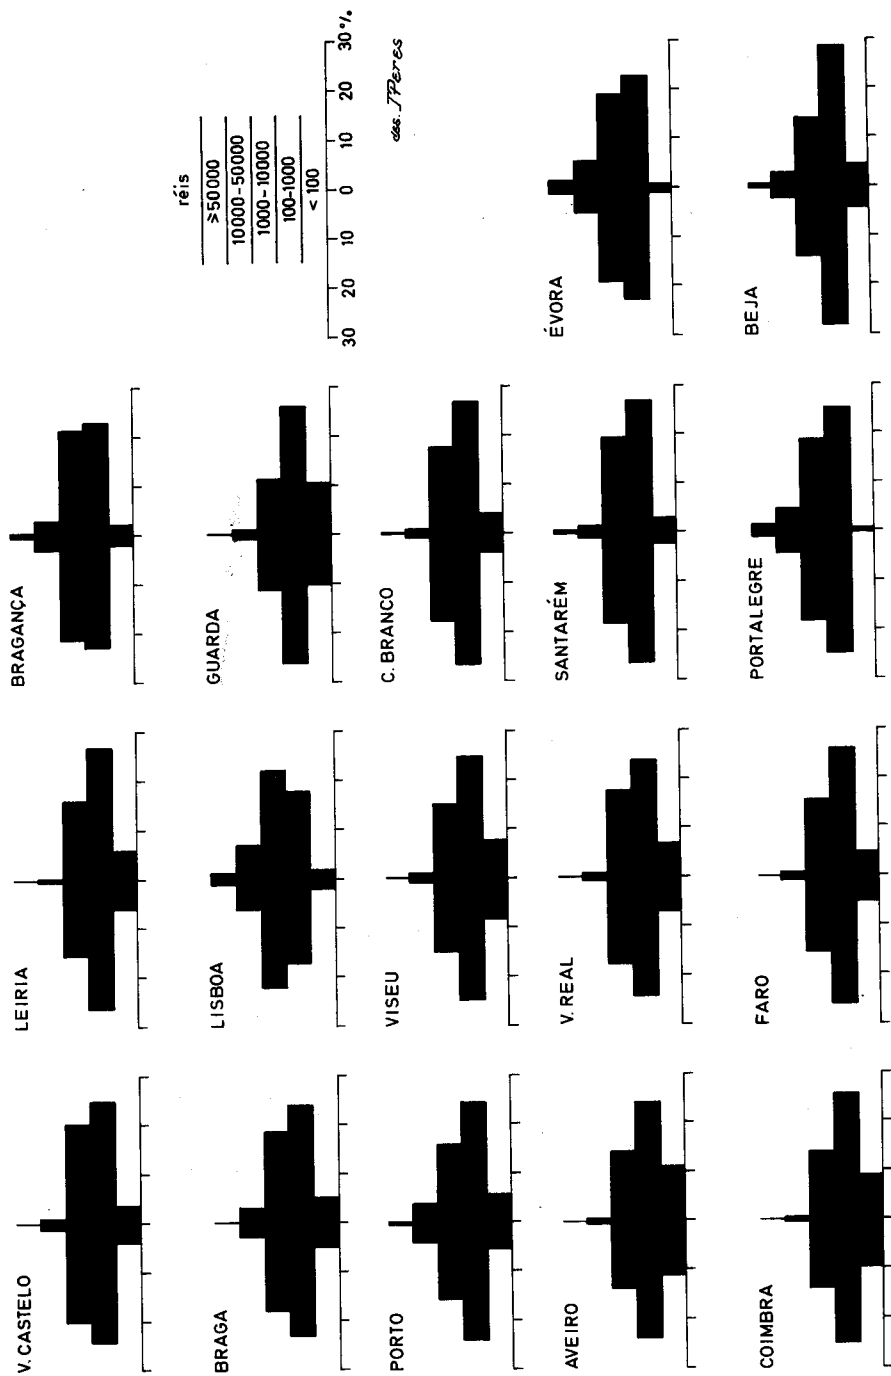 V. CASTELO
LEIRIA
BRAGANÇA
réis
≥50000
10000-50000
1000-10000
100-1000
<100
30 20 10 0 10 20 30%
des. JPeres
BRAGA
LISBOA
GUARDA
PORTO
VISEU
C. BRANCO
AVEIRO
V. REAL
SANTARÉM
ÉVORA
COIMBRA
FARO
PORTALEGRE
BEJA